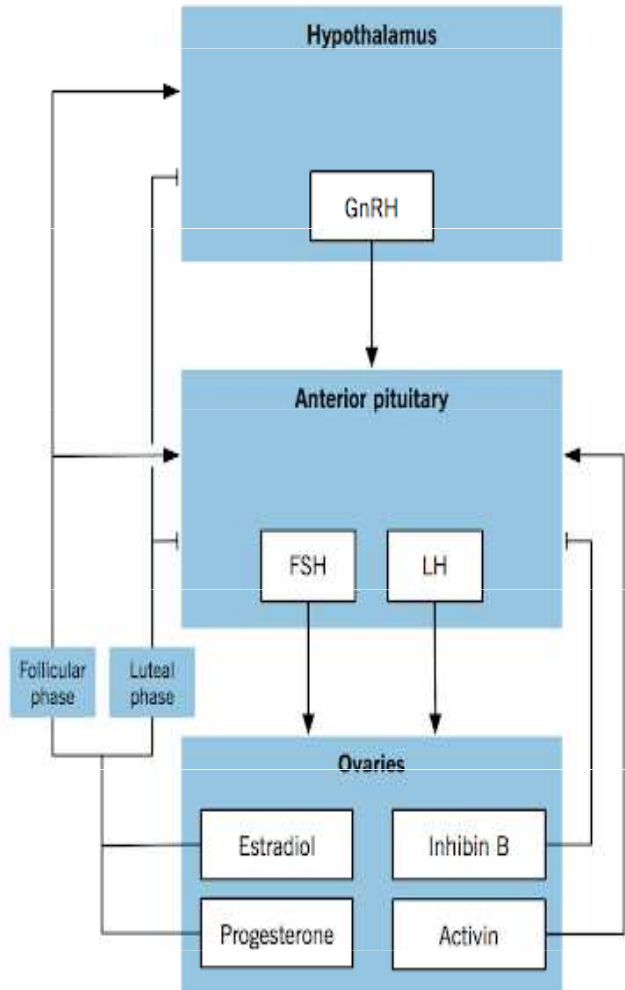 Hypothalamus
GnRH
Anterior pituitary
FSH
LH
Follicular
phase
Luteal
phase
Ovaries
Estradiol
Inhibin B
Progesterone
Activin